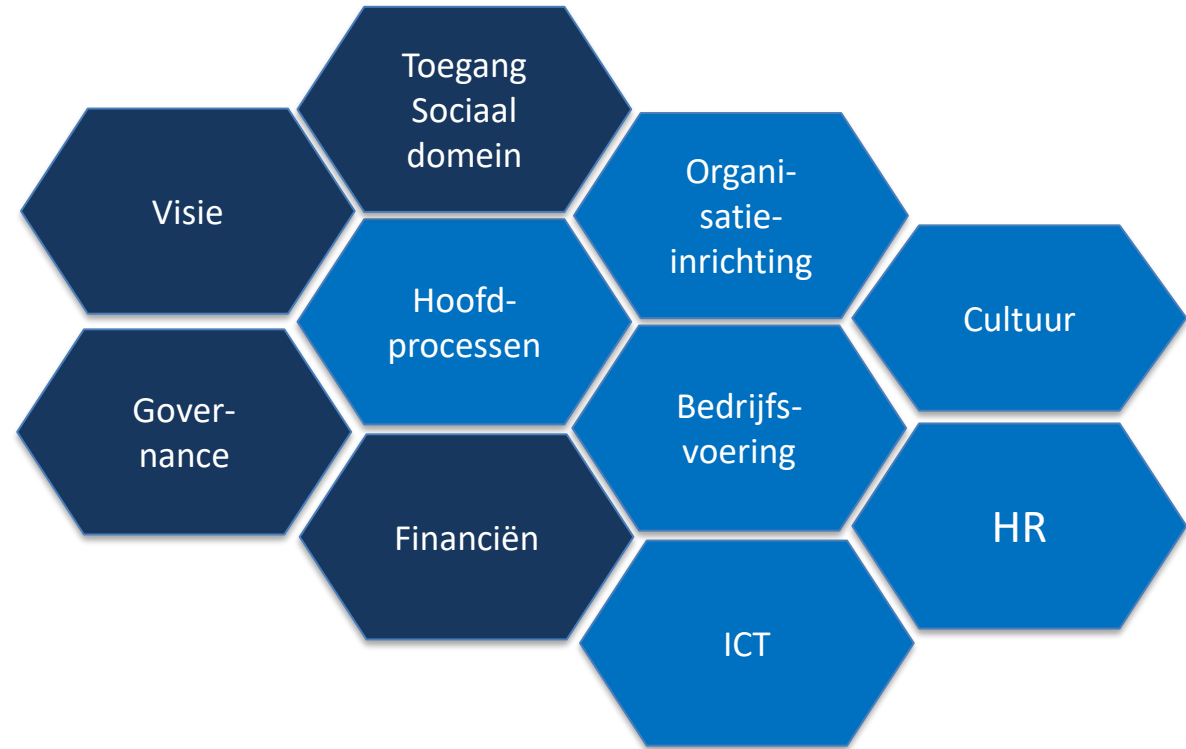 Toegang
Sociaal
domein
Visie
Organi-
satie-
inrichting
Hoofd-
processen
Cultuur
Gover-
nance
Bedrijfs-
voering
Financiën
HR
ICT